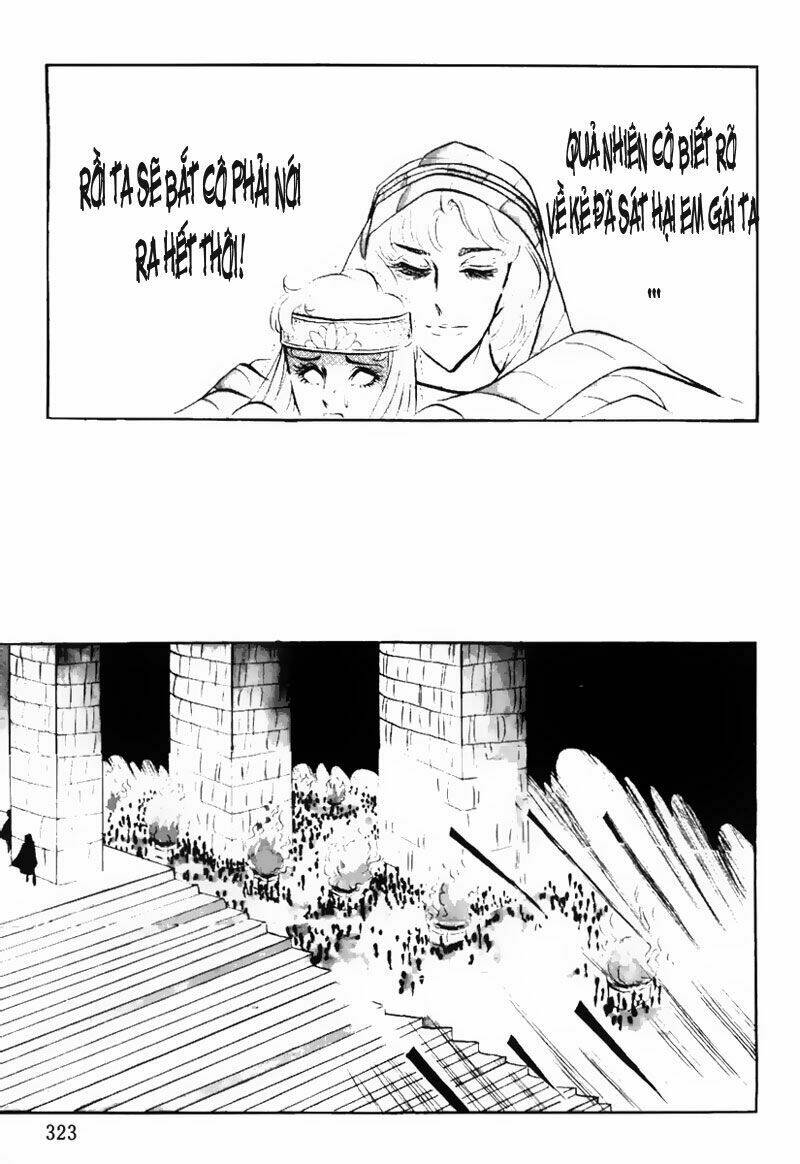 QUẢ NHIÊN CÔ BIẾT RÕ
VỀ KẺ ĐÃ SÁT HẠI EM GÁI TA
...
RỒI TA SẼ BẮT CÔ PHẢI NÓI
RA HẾT THÔI!
323